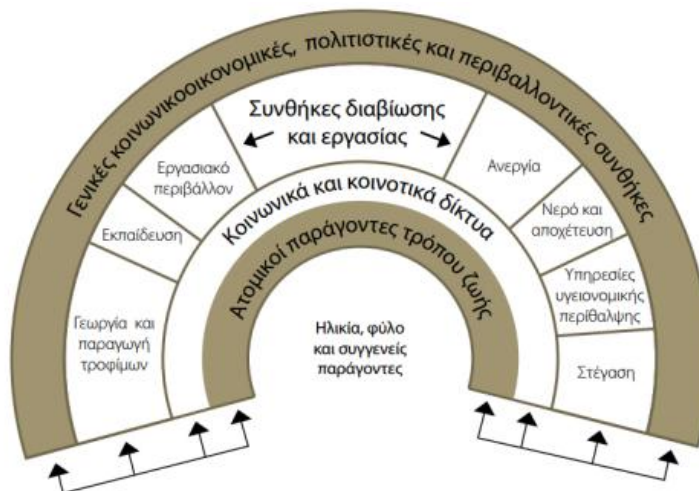 Γενικές κοινωνικοοικονομικές, πολιτιστικές και περιβαλλοντικές συνθήκες
Συνθήκες διαβίωσης
και εργασίας
Εργασιακό
περιβάλλον
Εκπαίδευση
Γεωργία και
παραγωγή
τροφίμων
Ανεργία
Νερό και
αποχέτευση
Υπηρεσίες
υγειονομικής
περίθαλψης
Στέγαση
Κοινωνικά και κοινοτικά δίκτυα
Ατομικοί παράγοντες τρόπου ζωής
Ηλικία, φύλο
και συγγενείς
παράγοντες